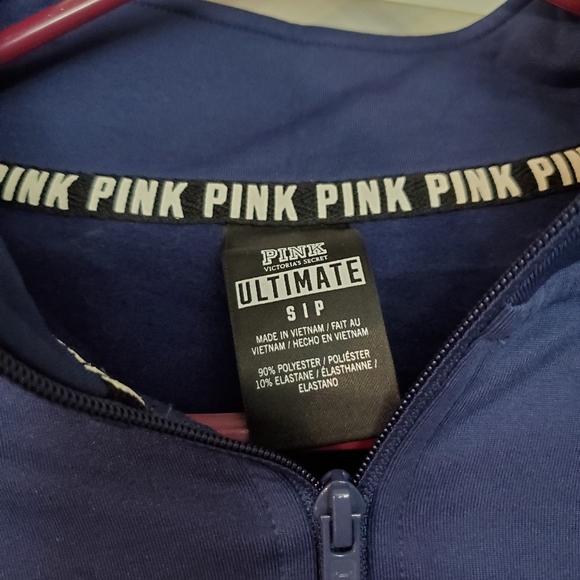 PINK PINK PINK PINK PINK PIN
PINK
VICTORIA'S SECRET
ULTIMATE
S | P
MADE IN VIETNAM / FAIT AU
VIETNAM / HECHO EN VIETNAM
90% POLYESTER / POLIÉSTER
10% ELASTANE / ÉLASTHANNE /
ELASTANO